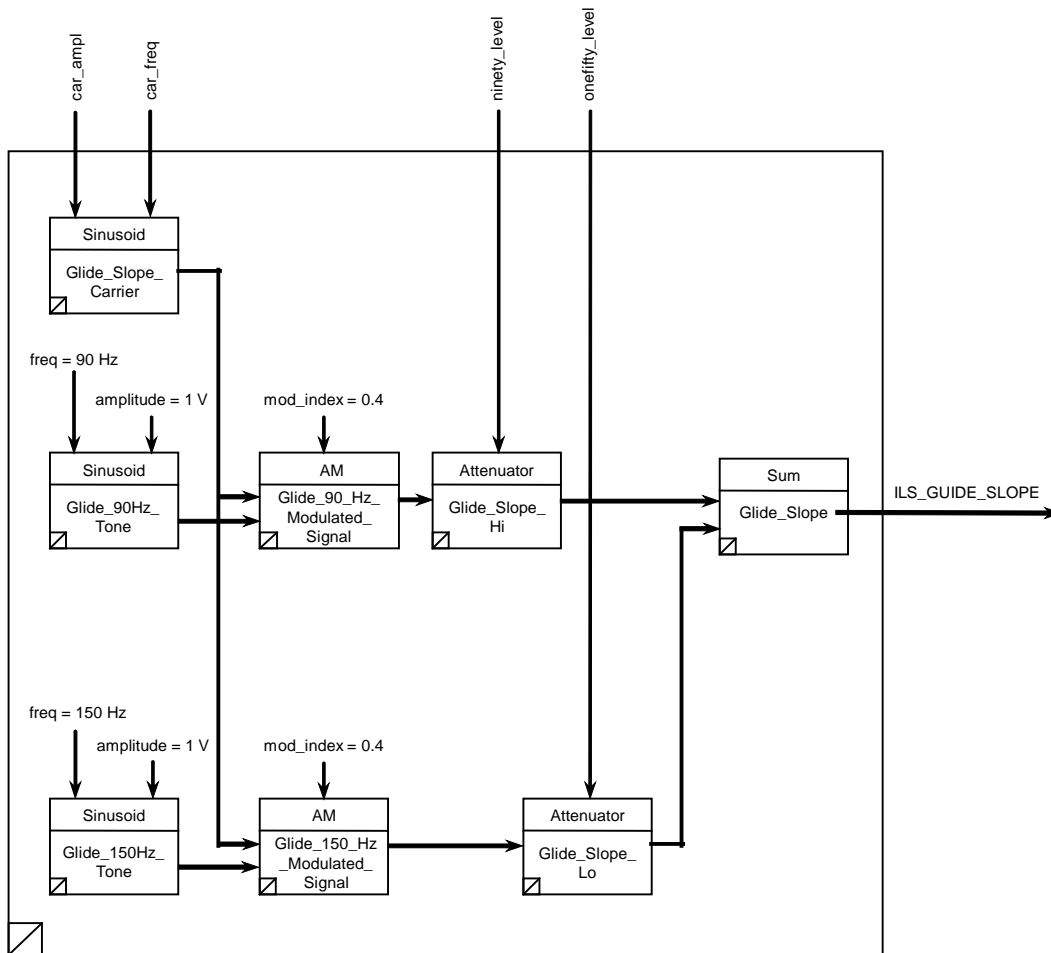 car_ampl
car_freq
ninety_level
onefifty_level
Sinusoid
Glide_Slope_
Carrier
freq = 90 Hz
amplitude = 1 V
mod_index = 0.4
Sinusoid
Glide_90Hz_
Tone
AM
Glide_90_Hz_
Modulated_
Signal
Attenuator
Glide_Slope_
Hi
Sum
Glide_Slope
ILS_GUIDE_SLOPE
freq = 150 Hz
amplitude = 1 V
mod_index = 0.4
Sinusoid
Glide_150Hz_
Tone
AM
Glide_150_Hz
_Modulated_
Signal
Attenuator
Glide_Slope_
Lo